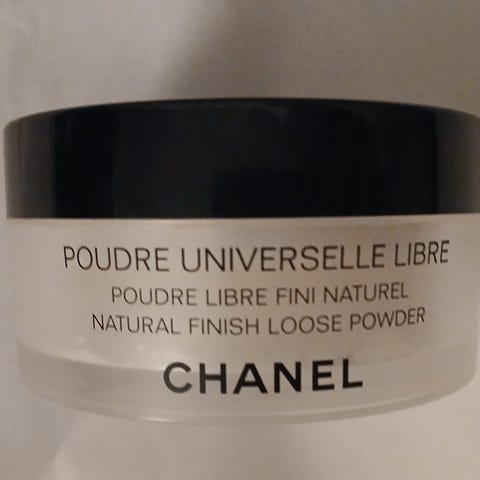 POUDRE UNIVERSELLE LIBRE
POUDRE LIBRE FINI NATUREL
NATURAL FINISH LOOSE POWDER
CHANEL